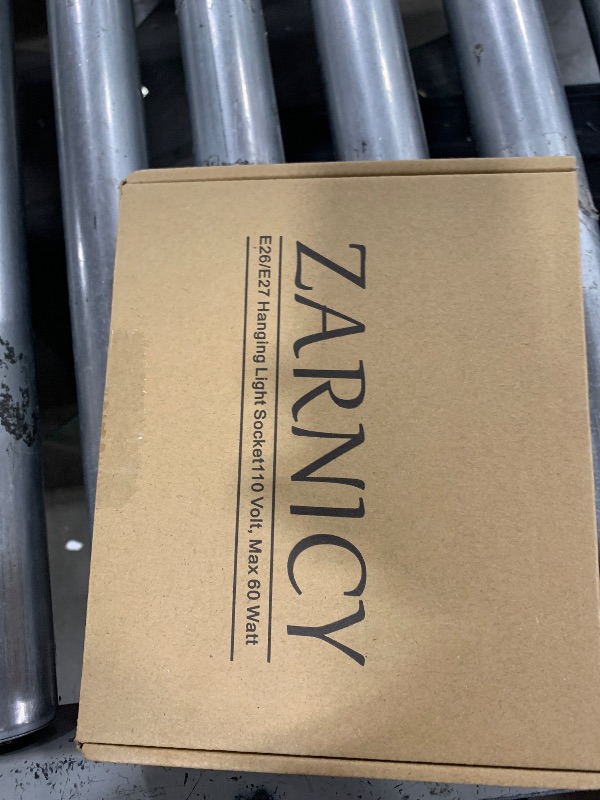 ZARNICY
E26/E27 Hanging Light Socket110 Volt, Max 60 Watt